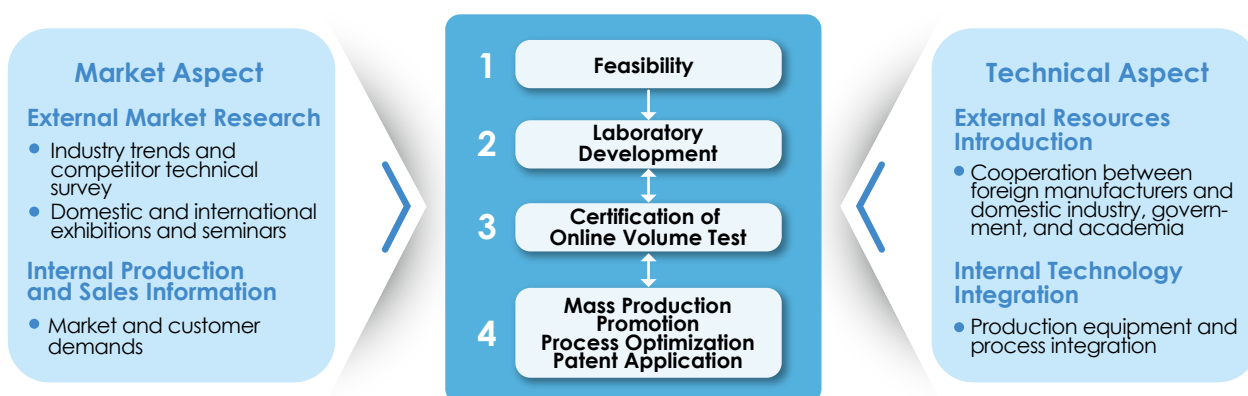 Market Aspect
External Market Research
• Industry trends and
competitor technical
survey
• Domestic and international
exhibitions and seminars
Internal Production
and Sales Information
• Market and customer
demands
1
Feasibility
2
Laboratory
Development
3
Certification of
Online Volume Test
4
Mass Production
Promotion
Process Optimization
Patent Application
Technical Aspect
External Resources
Introduction
• Cooperation between
foreign manufacturers and
domestic industry, govern-
ment, and academia
Internal Technology
Integration
• Production equipment and
process integration